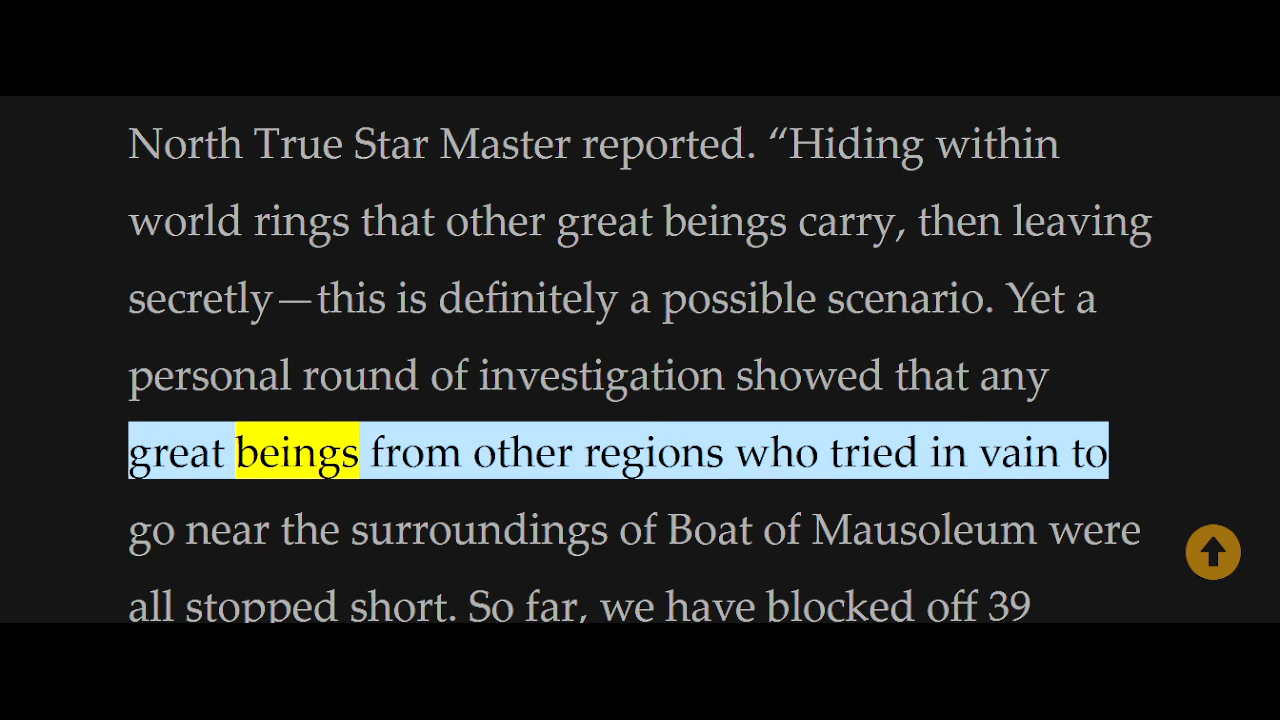 North True Star Master reported. “Hiding within
world rings that other great beings carry, then leaving
secretly—this is definitely a possible scenario. Yet a
personal round of investigation showed that any
great beings from other regions who tried in vain to
go near the surroundings of Boat of Mausoleum were
all stopped short. So far, we have blocked off 39